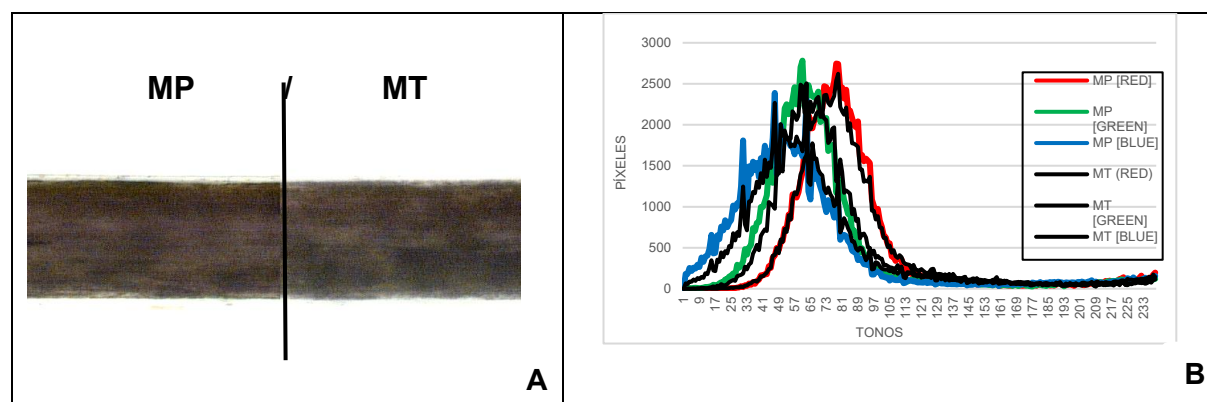 MP / MT
A
3000
2500
2000
1500
1000
500
0
PÍXELES
1 9 17 25 33 41 49 57 65 73 81 89 97 105 113 121 129 137 145 153 161 169 177 185 193 201 209 217 225 233
TONOS
MP [RED]
MP
[GREEN]
MP [BLUE]
MT (RED)
MT
[GREEN]
MT [BLUE]
B